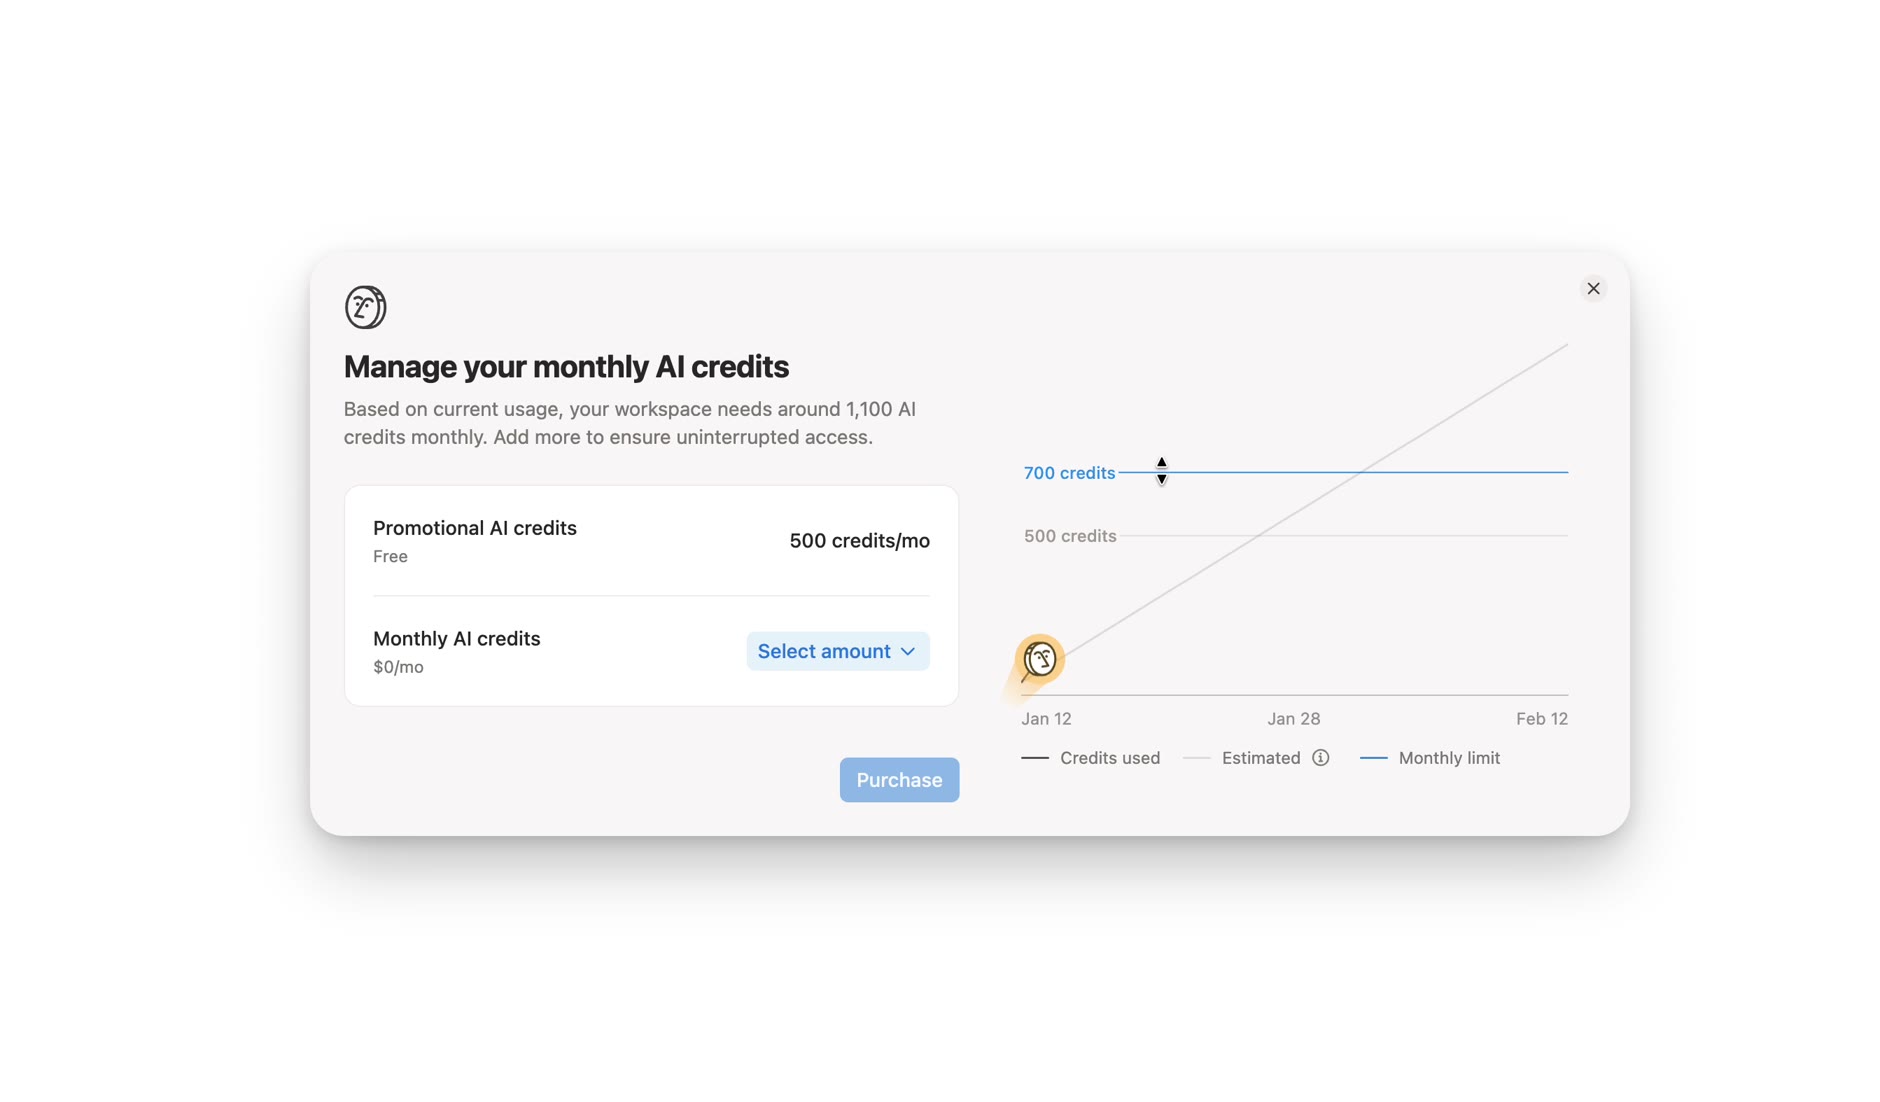 Manage your monthly AI credits
Based on current usage, your workspace needs around 1,100 AI
credits monthly. Add more to ensure uninterrupted access.
Promotional AI credits
Free
500 credits/mo
Monthly AI credits
$0/mo
Select amount
Purchase
700 credits
500 credits
Jan 12
Jan 28
Feb 12
Credits used
Estimated
Monthly limit